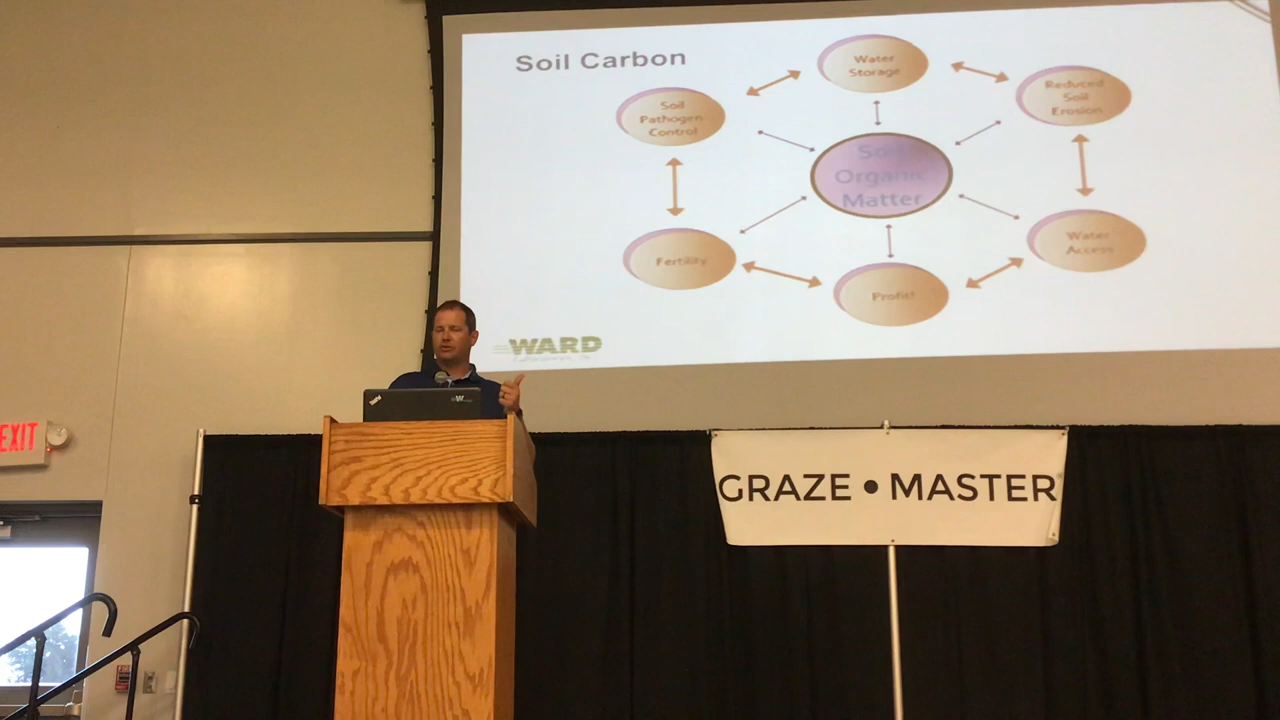 Soil Carbon
Water
Storage
Soil
Pathogen
Control
Reduced
Soil
Erosion
Soil
Organic
Matter
Fertility
Water
Access
Profit!
WARD
EXIT
GRAZE • MASTER